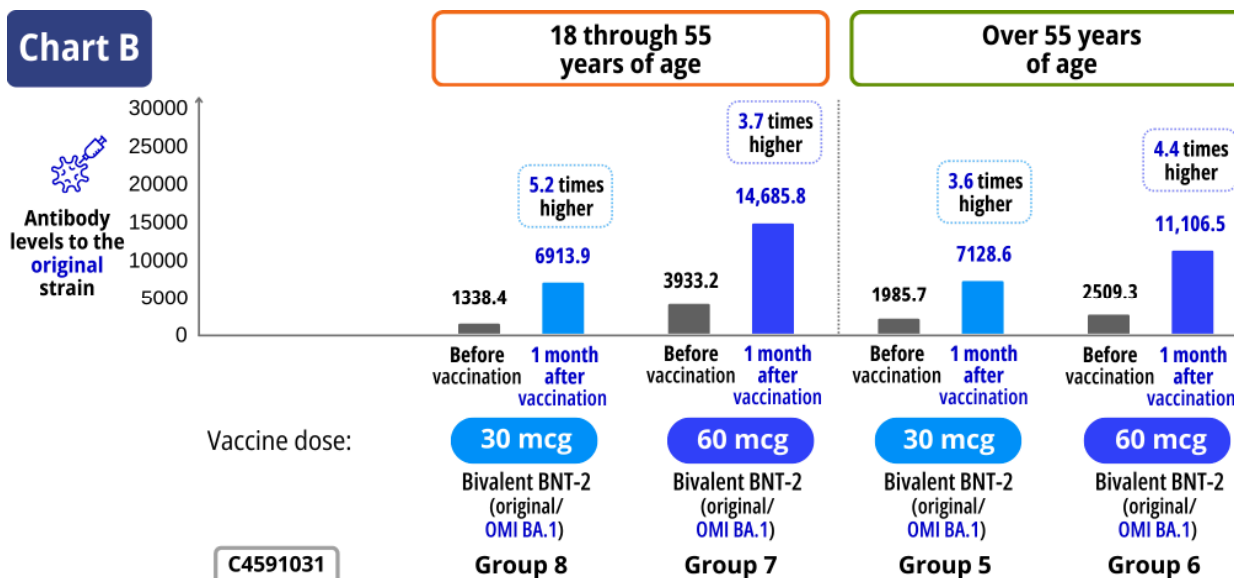 Chart B
18 through 55
years of age
Over 55 years
of age
30000
25000
20000
15000
10000
5000
0
Antibody
levels to the
original
strain
5.2 times
higher
3.7 times
higher
3.6 times
higher
4.4 times
higher
1338.4
6913.9
3933.2
14,685.8
1985.7
7128.6
2509.3
11,106.5
Before
vaccination
1 month
after
vaccination
Before
vaccination
1 month
after
vaccination
Before
vaccination
1 month
after
vaccination
Before
vaccination
1 month
after
vaccination
Vaccine dose:
30 mcg
60 mcg
30 mcg
60 mcg
Bivalent BNT-2
(original/
OMI BA.1)
Bivalent BNT-2
(original/
OMI BA.1)
Bivalent BNT-2
(original/
OMI BA.1)
Bivalent BNT-2
(original/
OMI BA.1)
C4591031
Group 8
Group 7
Group 5
Group 6